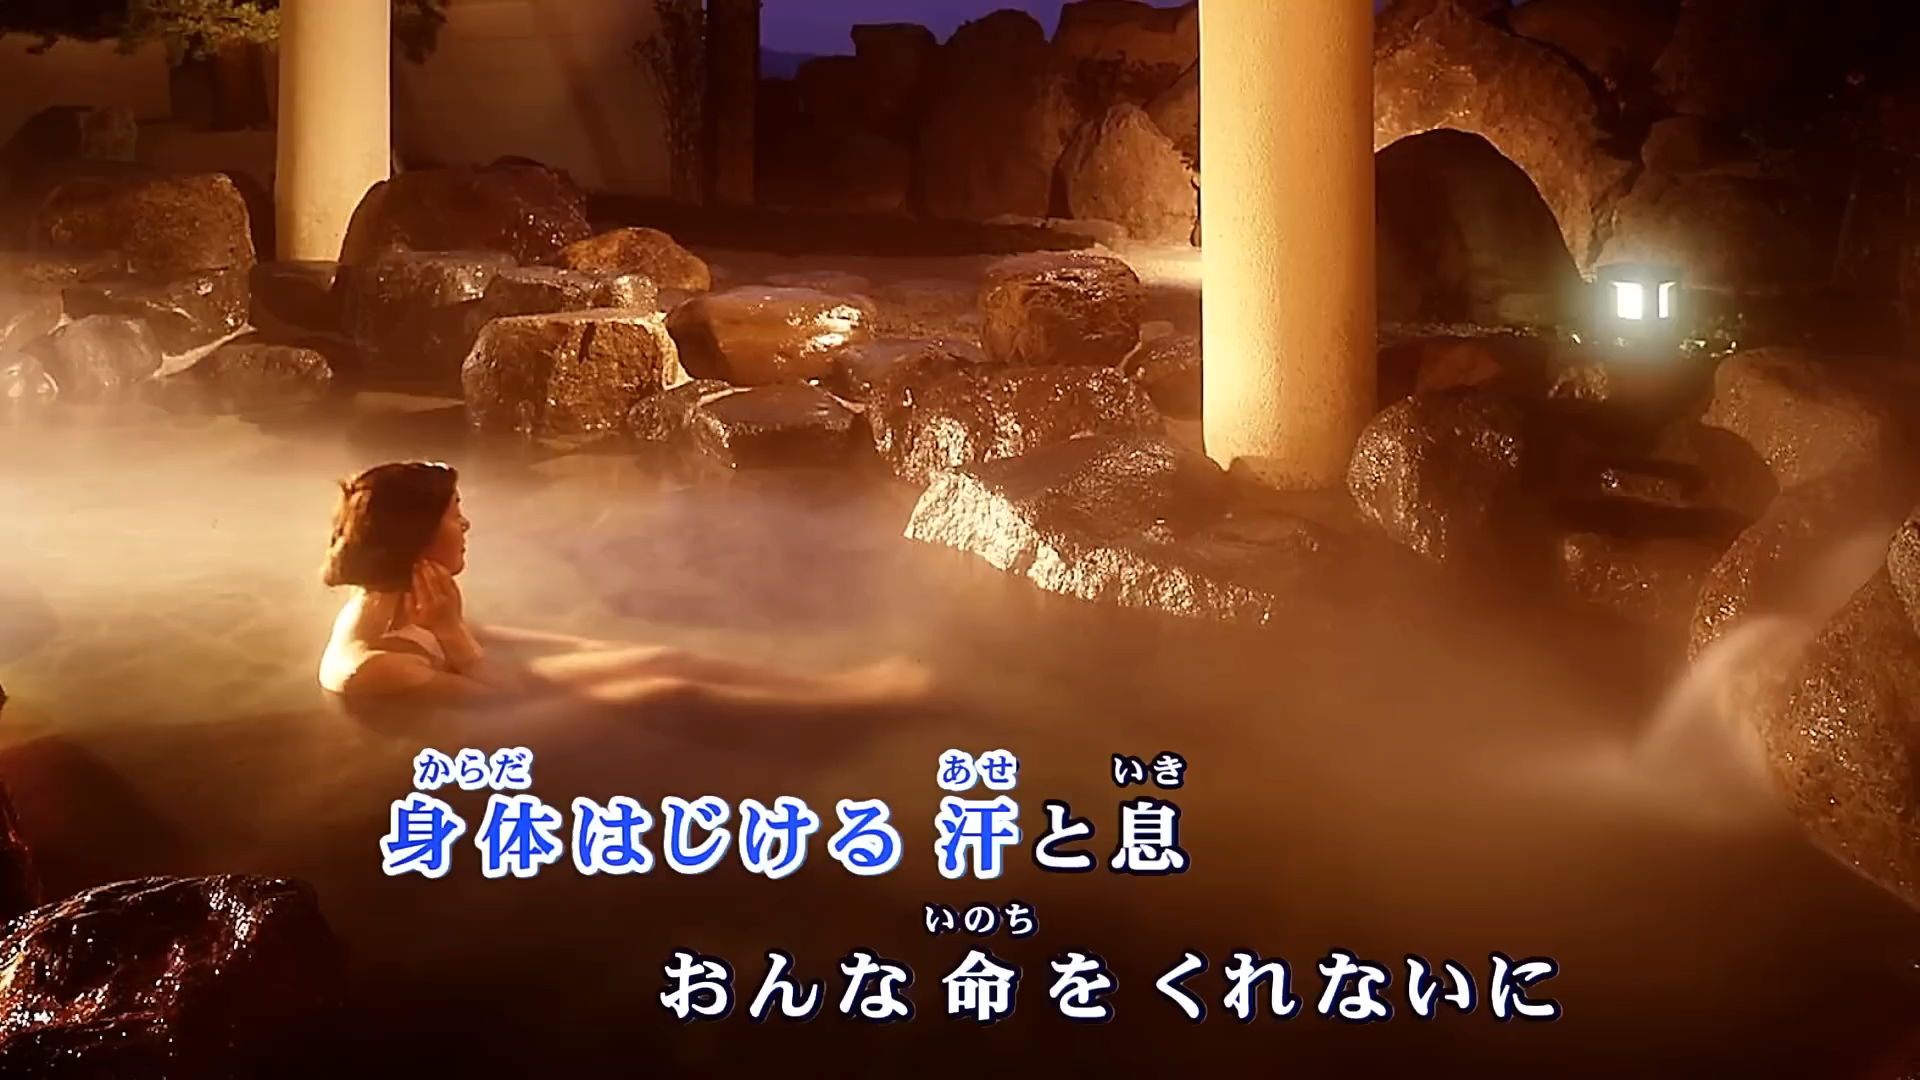 からだ あせ いき
身体はじける 汗と息
いのち
おんな命を くれないに